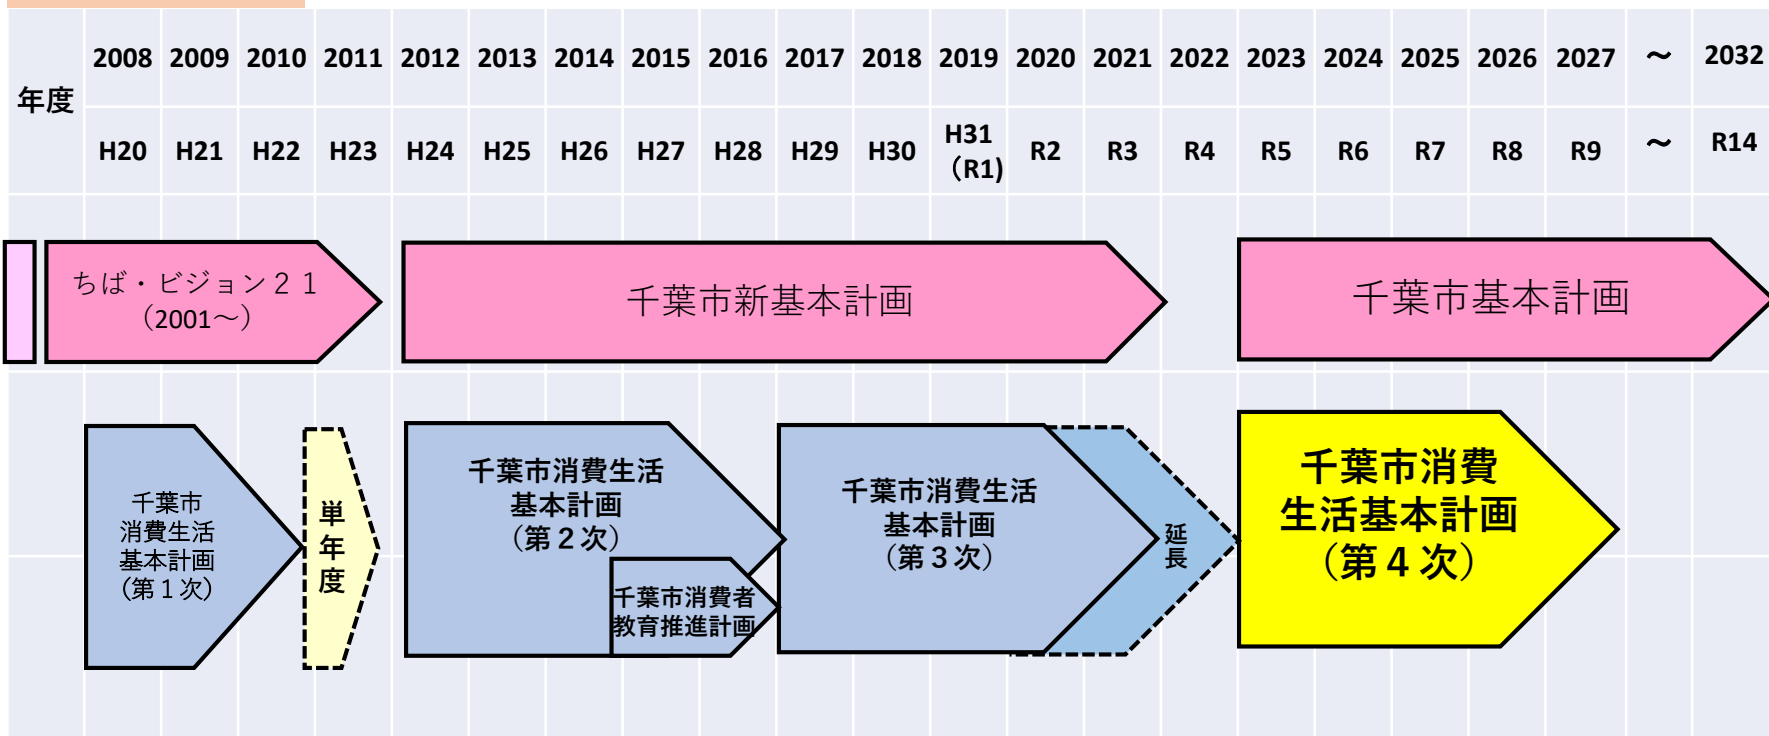 年度
2008 2009 2010 2011 2012 2013 2014 2015 2016 2017 2018 2019 2020 2021 2022 2023 2024 2025 2026 2027 ～ 2032
H20 H21 H22 H23 H24 H25 H26 H27 H28 H29 H30 H31（R1) R2 R3 R4 R5 R6 R7 R8 R9 ～ R14
ちば・ビジョン２１
（2001～）
千葉市新基本計画
千葉市基本計画
千葉市
消費生活
基本計画
(第１次)
単年度
千葉市消費生活
基本計画
(第２次)
千葉市消費者
教育推進計画
千葉市消費生活
基本計画
(第３次)
延長
千葉市消費
生活基本計画
(第４次)